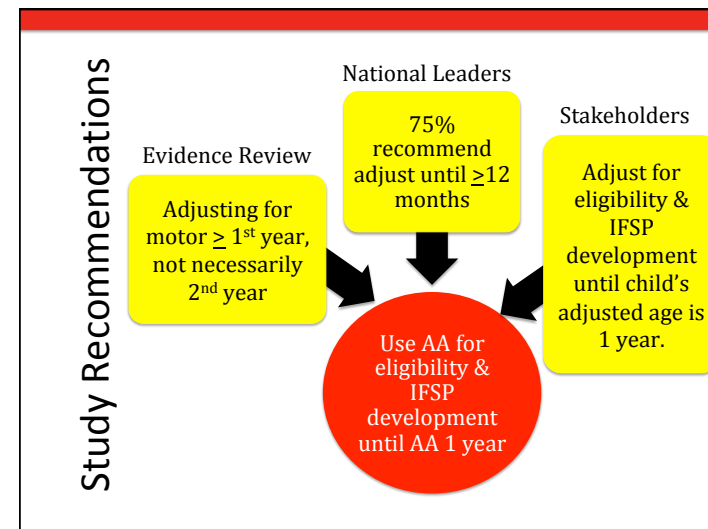 Study Recommendations
Evidence Review
Adjusting for
motor ≥ 1st year,
not necessarily
2nd year
National Leaders
75%
recommend
adjust until ≥12
months
Stakeholders
Adjust for
eligibility &
IFSP
development
until child’s
adjusted age is
1 year.
Use AA for
eligibility &
IFSP
development
until AA 1 year